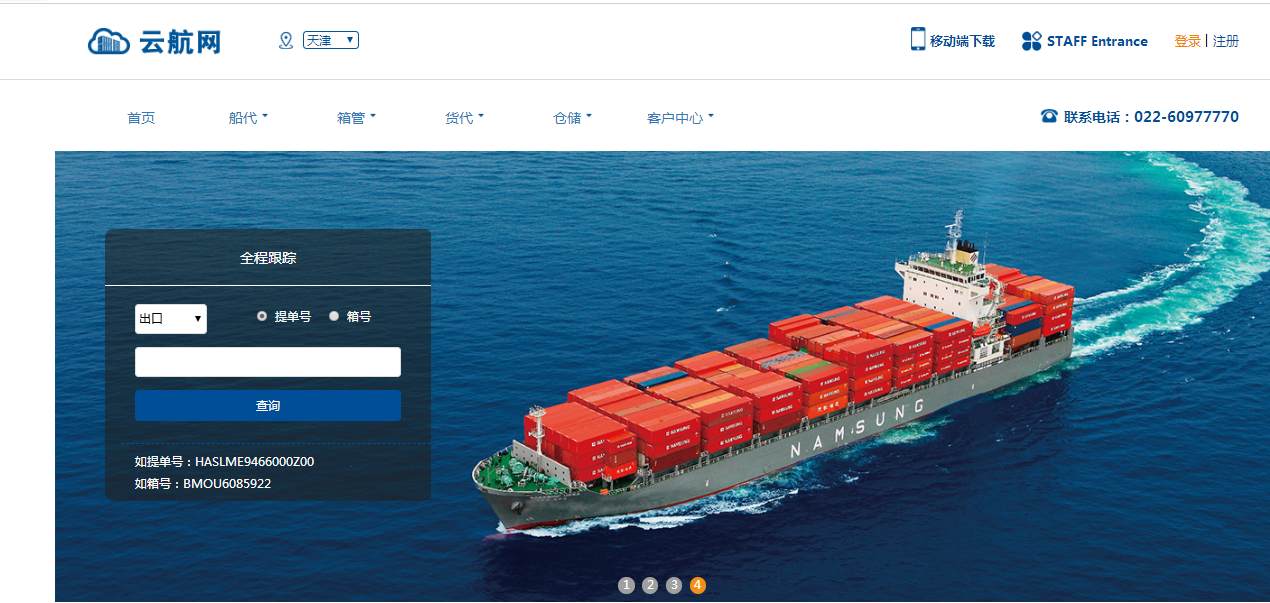 云航网
天津
移动端下载
STAFF Entrance
登录 | 注册
首页
船代
箱管
货代
仓储
客户中心
联系电话：022-60977770
全程跟踪
出口
提单号
箱号
查询
如提单号：HASLME9466000Z00
如箱号：BMOU6085922
NAMSUNG
1 2 3 4